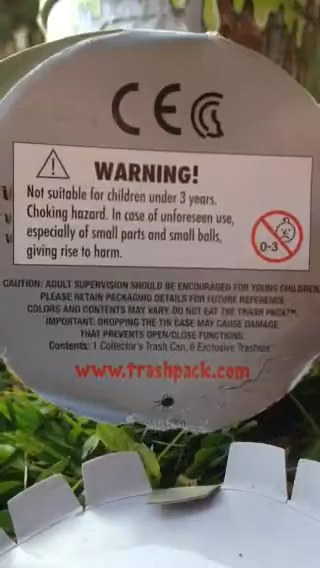 CE
WARNING!
Not suitable for children under 3 years.
Choking hazard. In case of unforeseen use,
especially of small parts and small balls,
giving rise to harm.
0-3
CAUTION: ADULT SUPERVISION SHOULD BE ENCOURAGED FOR YOUNG CHILDREN
PLEASE RETAIN PACKAGING DETAILS FOR FUTURE REFERENCE
COLORS AND CONTENTS MAY VARY. DO NOT EAT THE TRASH PACK™.
IMPORTANT: DROPPING THE TIN CASE MAY CAUSE DAMAGE
THAT PREVENTS OPEN/CLOSE FUNCTIONS.
Contents: 1 Collector's Trash Can, 6 Exclusive Trashies
www.trashpack.com